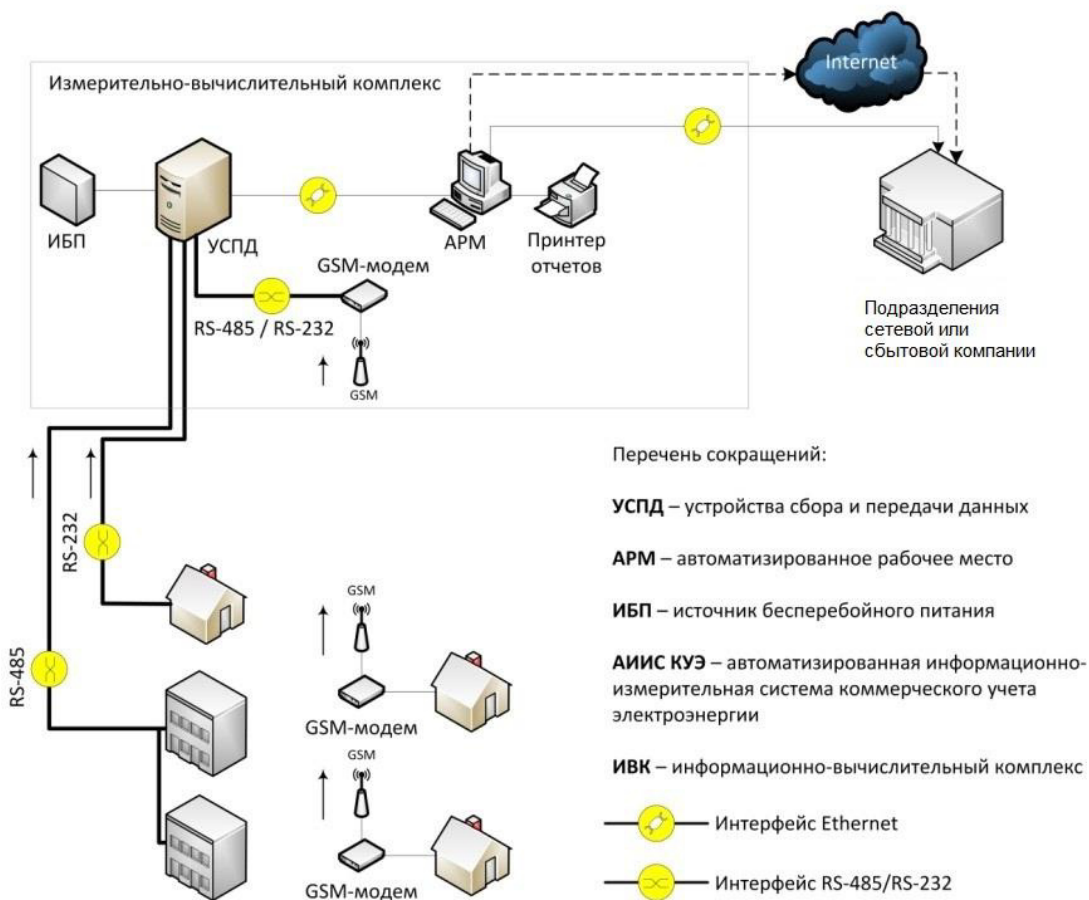 Internet
Измерительно-вычислительный комплекс
ИБП
УСПД
АРМ
Принтер
отчетов
GSM-модем
RS-485 / RS-232
GSM
Подразделения
сетевой или
сбытовой компании
RS-232
RS-485
GSM
GSM-модем
GSM
GSM-модем
Перечень сокращений:
УСПД – устройства сбора и передачи данных
АРМ – автоматизированное рабочее место
ИБП – источник бесперебойного питания
АИИС КУЭ – автоматизированная информационно-
измерительная система коммерческого учета
электроэнергии
ИВК – информационно-вычислительный комплекс
Интерфейс Ethernet
Интерфейс RS-485/RS-232